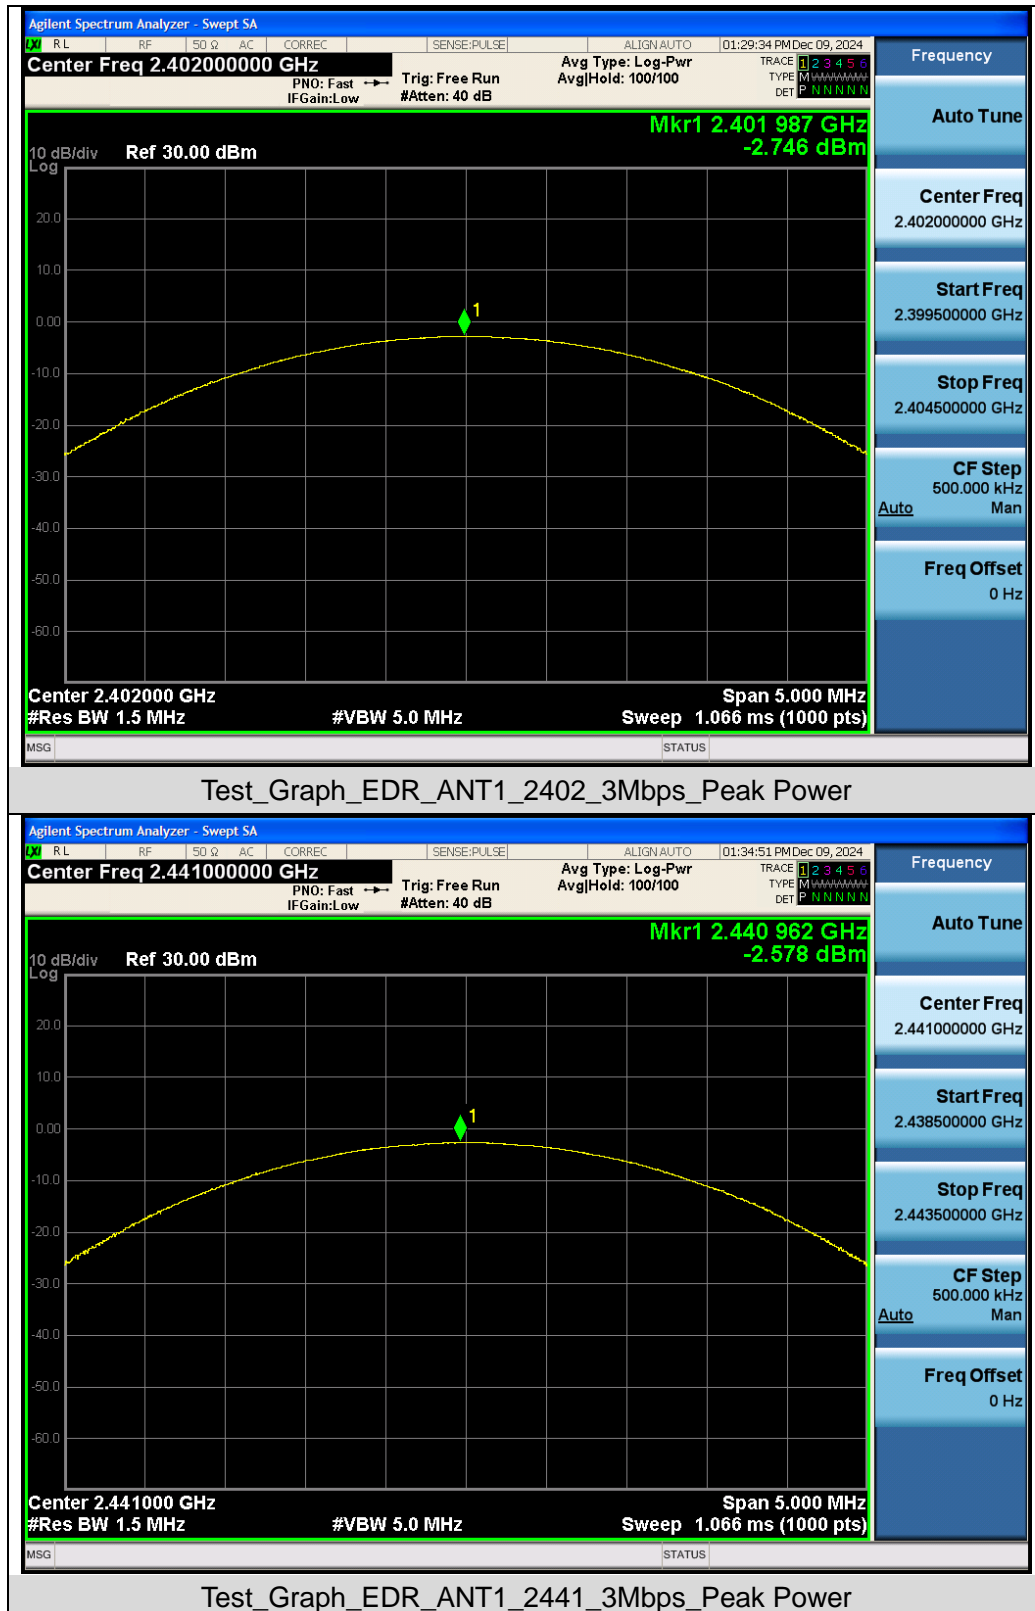 Agilent Spectrum Analyzer - Swept SA
LXI RL RF 50 Ω AC CORREC SENSE:PULSE ALIGN AUTO 01:29:34 PM Dec 09, 2024
Center Freq 2.402000000 GHz
PNO: Fast
IFGain:Low
Trig: Free Run
#Atten: 40 dB
Avg Type: Log-Pwr
Avg|Hold: 100/100
TRACE 1 2 3 4 5 6
TYPE M
DET P N N N N N
Mkr1 2.401 987 GHz
-2.746 dBm
10 dB/div Ref 30.00 dBm
Log
20.0
10.0
0.00
-10.0
-20.0
-30.0
-40.0
-50.0
-60.0
1
Center 2.402000 GHz Span 5.000 MHz
#Res BW 1.5 MHz #VBW 5.0 MHz Sweep 1.066 ms (1000 pts)
MSG STATUS
Frequency
Auto Tune
Center Freq
2.402000000 GHz
Start Freq
2.399500000 GHz
Stop Freq
2.404500000 GHz
CF Step
500.000 kHz
Auto Man
Freq Offset
0 Hz
Test_Graph_EDR_ANT1_2402_3Mbps_Peak Power
Agilent Spectrum Analyzer - Swept SA
LXI RL RF 50 Ω AC CORREC SENSE:PULSE ALIGN AUTO 01:34:51 PM Dec 09, 2024
Center Freq 2.441000000 GHz
PNO: Fast
IFGain:Low
Trig: Free Run
#Atten: 40 dB
Avg Type: Log-Pwr
Avg|Hold: 100/100
TRACE 1 2 3 4 5 6
TYPE M
DET P N N N N N
Mkr1 2.440 962 GHz
-2.578 dBm
10 dB/div Ref 30.00 dBm
Log
20.0
10.0
0.00
-10.0
-20.0
-30.0
-40.0
-50.0
-60.0
1
Center 2.441000 GHz Span 5.000 MHz
#Res BW 1.5 MHz #VBW 5.0 MHz Sweep 1.066 ms (1000 pts)
MSG STATUS
Frequency
Auto Tune
Center Freq
2.441000000 GHz
Start Freq
2.438500000 GHz
Stop Freq
2.443500000 GHz
CF Step
500.000 kHz
Auto Man
Freq Offset
0 Hz
Test_Graph_EDR_ANT1_2441_3Mbps_Peak Power